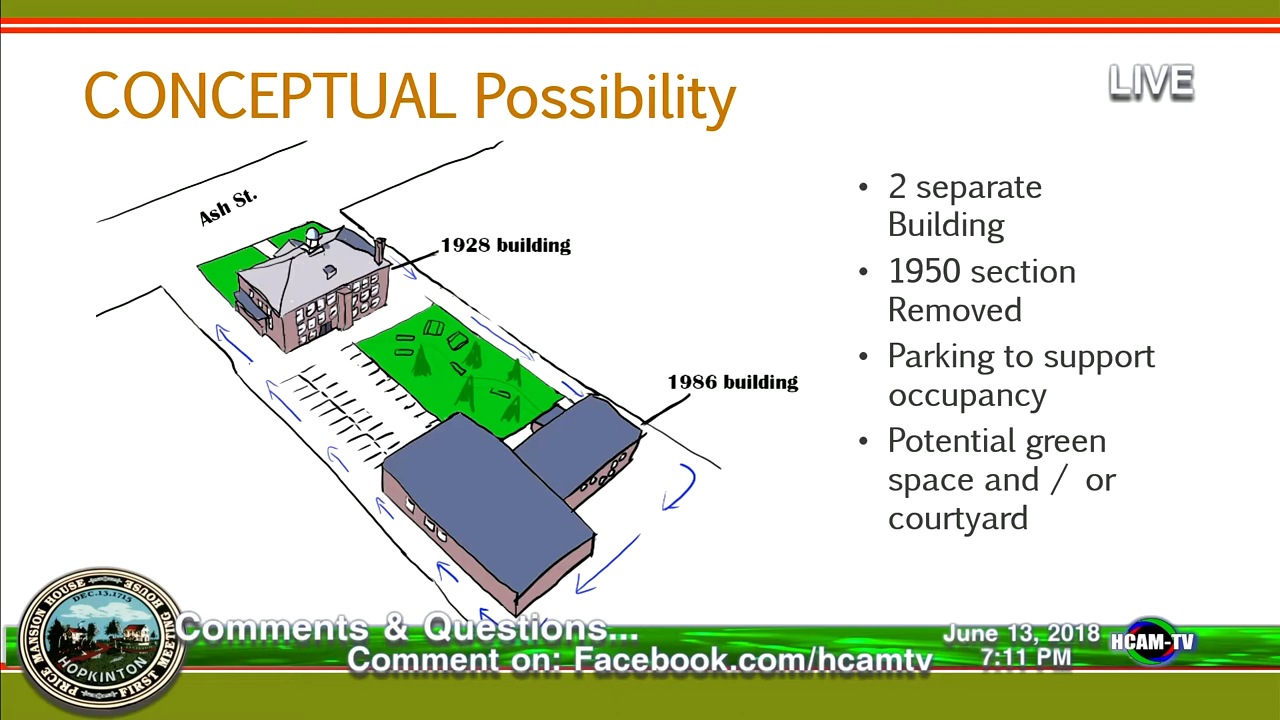 CONCEPTUAL Possibility
LIVE
Ash St.
1928 building
1986 building
• 2 separate
Building
• 1950 section
Removed
• Parking to support
occupancy
• Potential green
space and / or
courtyard
PRICE MANSION HOUSE
FIRST MEETING HOUSE
DEC. 13, 1715
HOPKINTON
Comments & Questions...
Comment on: Facebook.com/hcamtv
June 13, 2018
7:11 PM
HCAM-TV